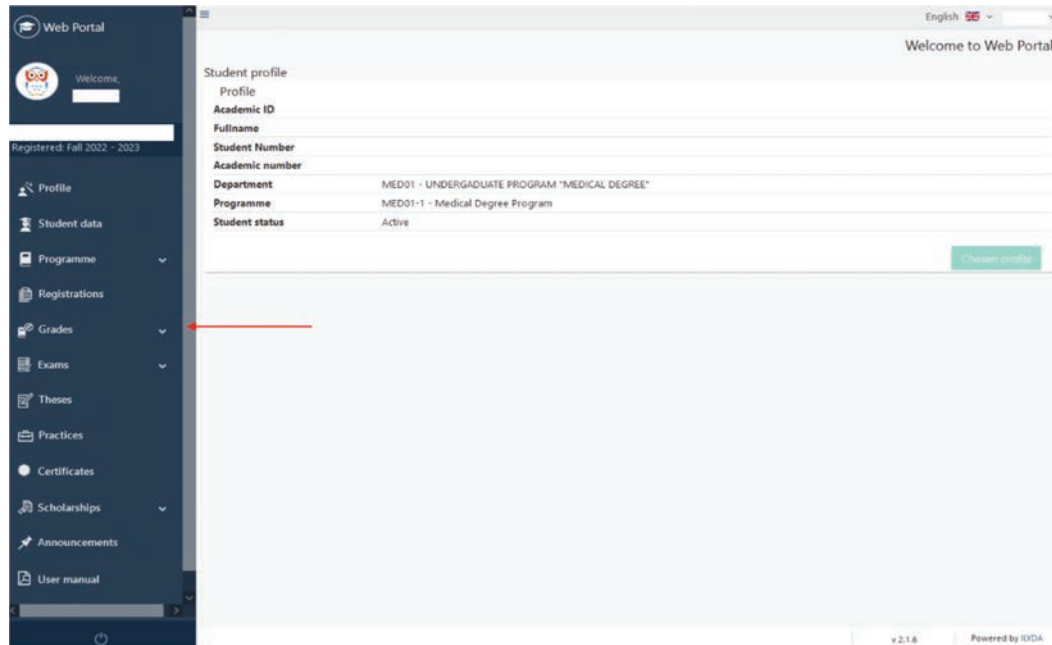 Web Portal
English
Welcome to Web Portal
Welcome,
Registered: Fall 2022 - 2023
Profile
Student data
Programme
Registrations
Grades
Exams
Theses
Practices
Certificates
Scholarships
Announcements
User manual
Student profile
Profile
Academic ID
Fullname
Student Number
Academic number
Department MED01 - UNDERGADUATE PROGRAM "MEDICAL DEGREE"
Programme MED01-1 - Medical Degree Program
Student status Active
Chosen profile
v 2.1.6 Powered by ILYDA